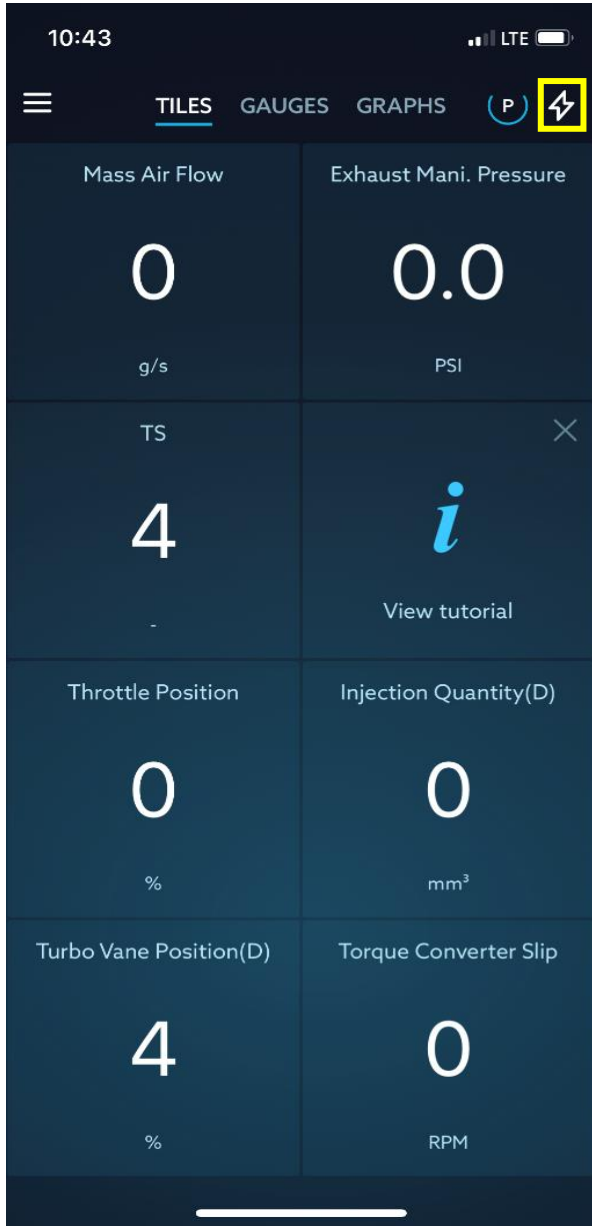 10:43 LTE
TILES GAUGES GRAPHS P
Mass Air Flow
0
g/s
Exhaust Mani. Pressure
0.0
PSI
TS
4
-
i
View tutorial
Throttle Position
0
%
Injection Quantity(D)
0
mm³
Turbo Vane Position(D)
4
%
Torque Converter Slip
0
RPM